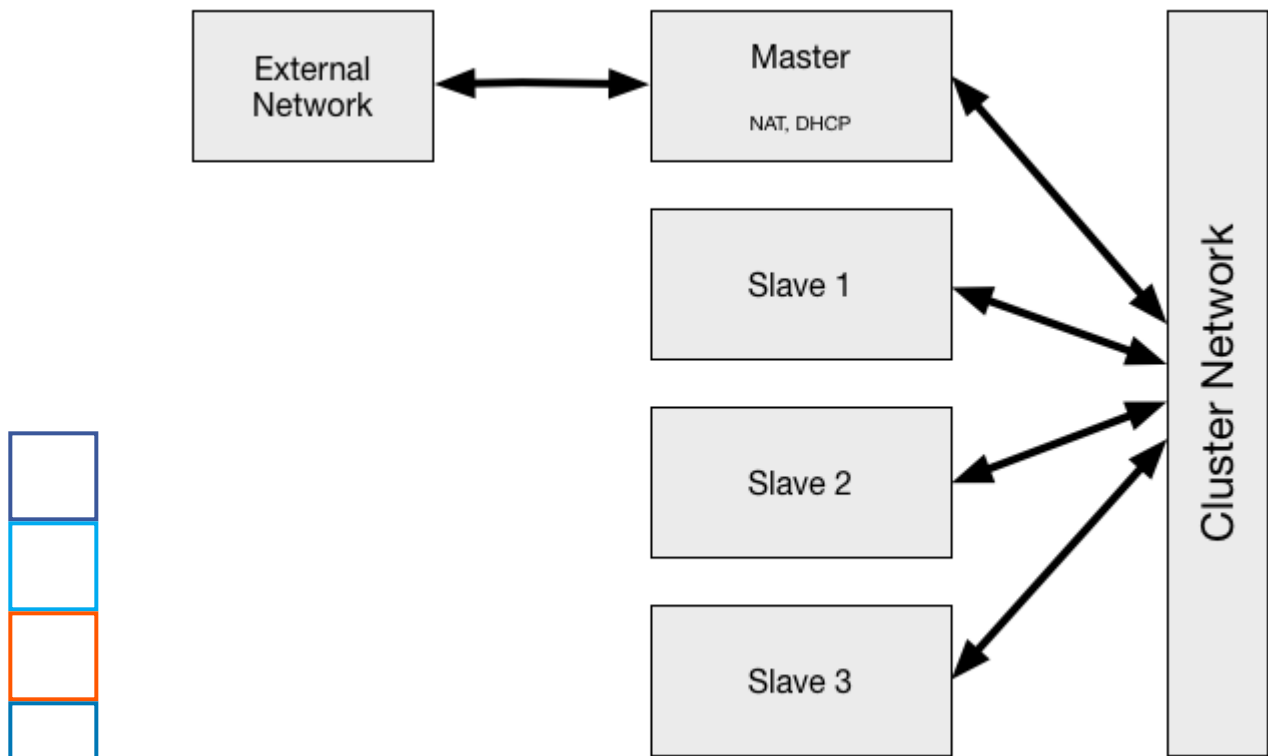 External
Network
Master
NAT, DHCP
Slave 1
Slave 2
Slave 3
Cluster Network